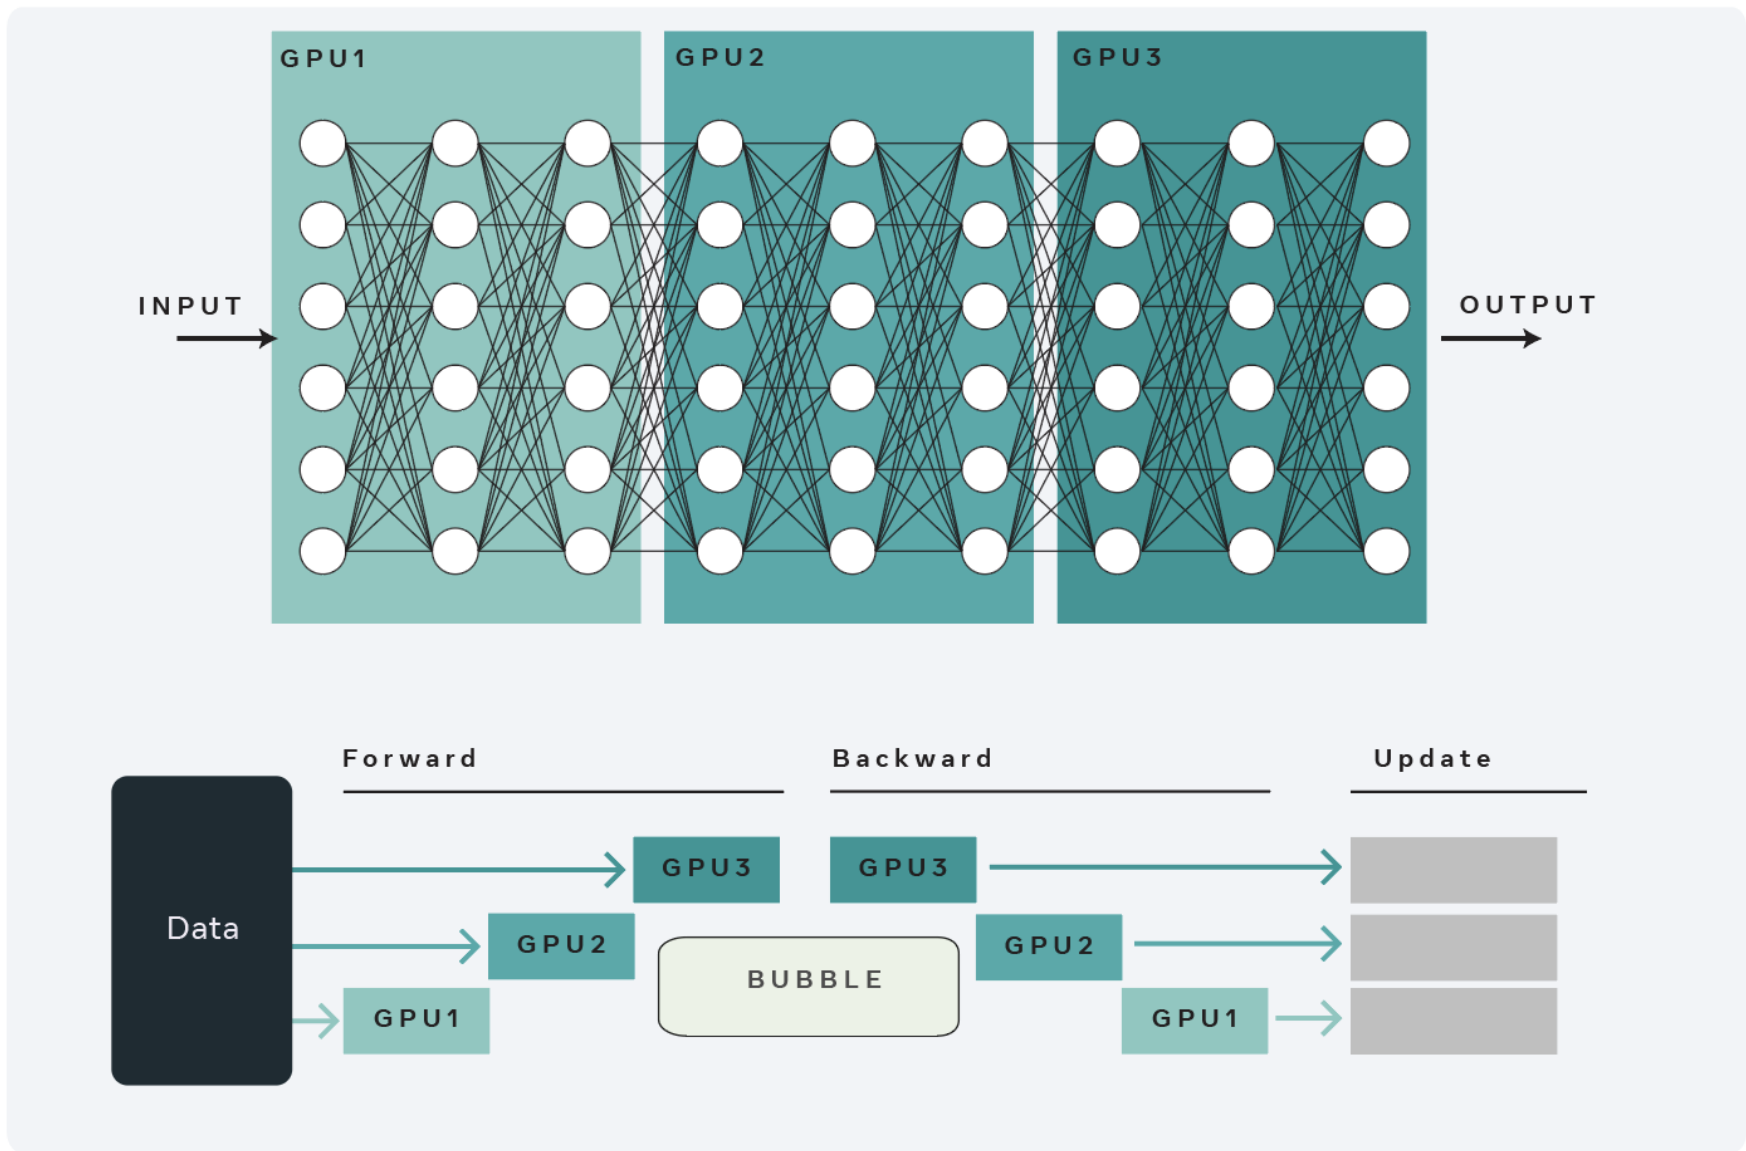 GPU1
GPU2
GPU3
INPUT
OUTPUT
Forward
Backward
Update
Data
GPU3
GPU3
GPU2
GPU2
BUBBLE
GPU1
GPU1